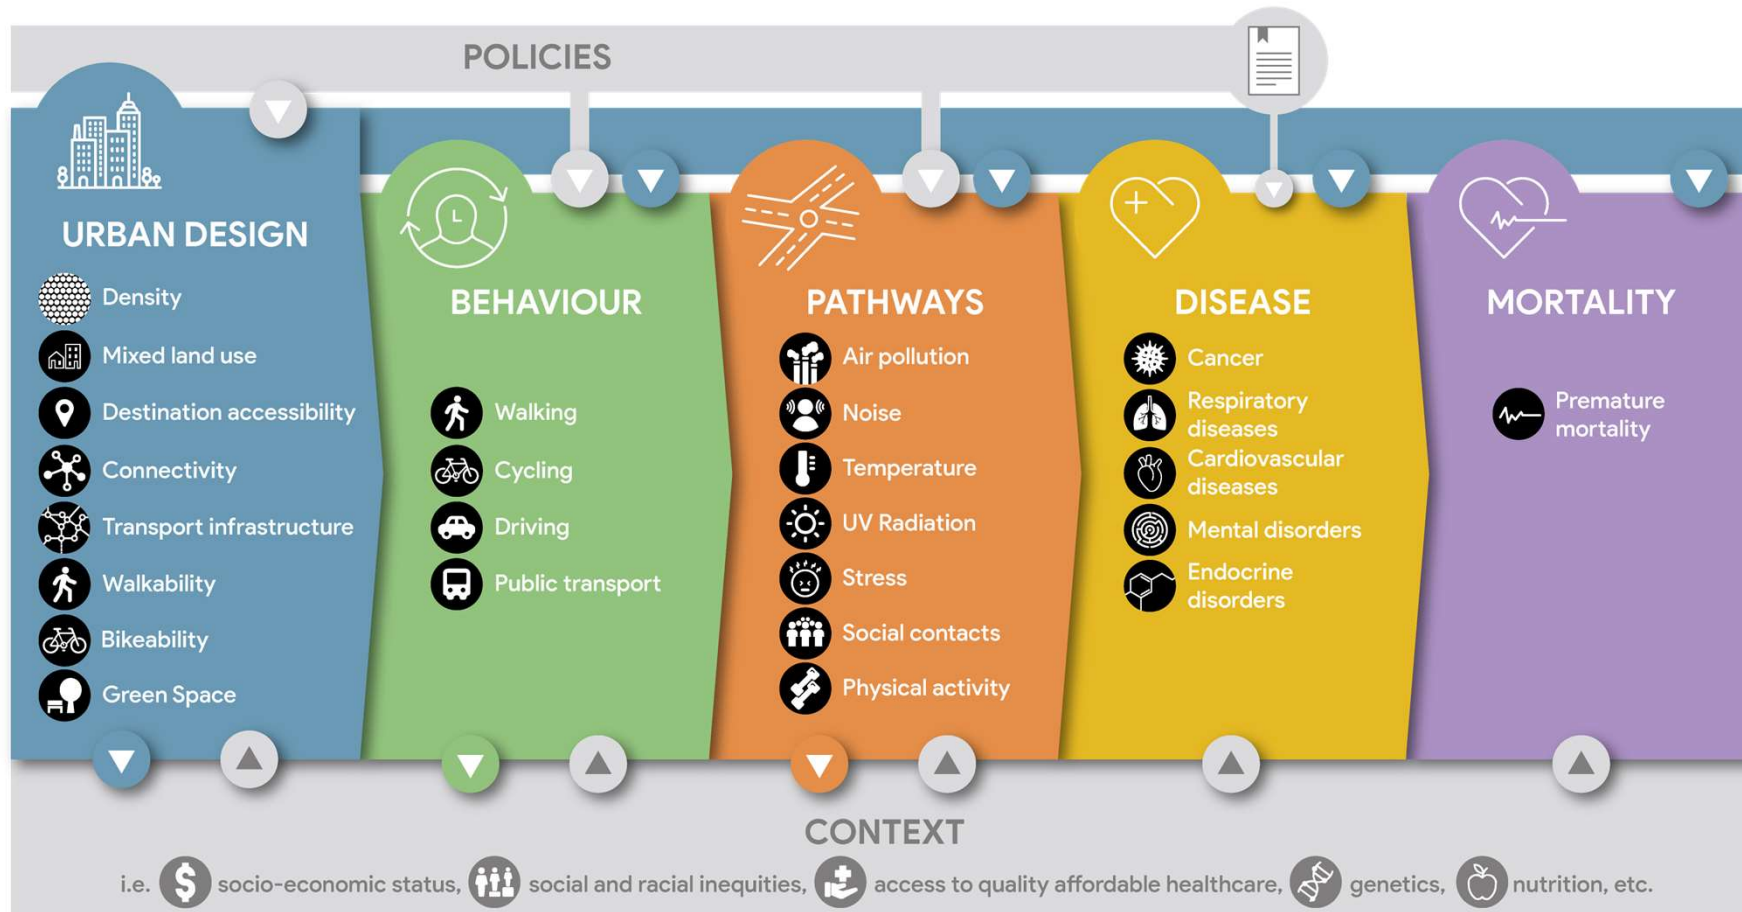 POLICIES
URBAN DESIGN
Density
Mixed land use
Destination accessibility
Connectivity
Transport infrastructure
Walkability
Bikeability
Green Space
BEHAVIOUR
Walking
Cycling
Driving
Public transport
PATHWAYS
Air pollution
Noise
Temperature
UV Radiation
Stress
Social contacts
Physical activity
DISEASE
Cancer
Respiratory
diseases
Cardiovascular
diseases
Mental disorders
Endocrine
disorders
MORTALITY
Premature
mortality
CONTEXT
i.e. $ socio-economic status, social and racial inequities, access to quality affordable healthcare, genetics, nutrition, etc.